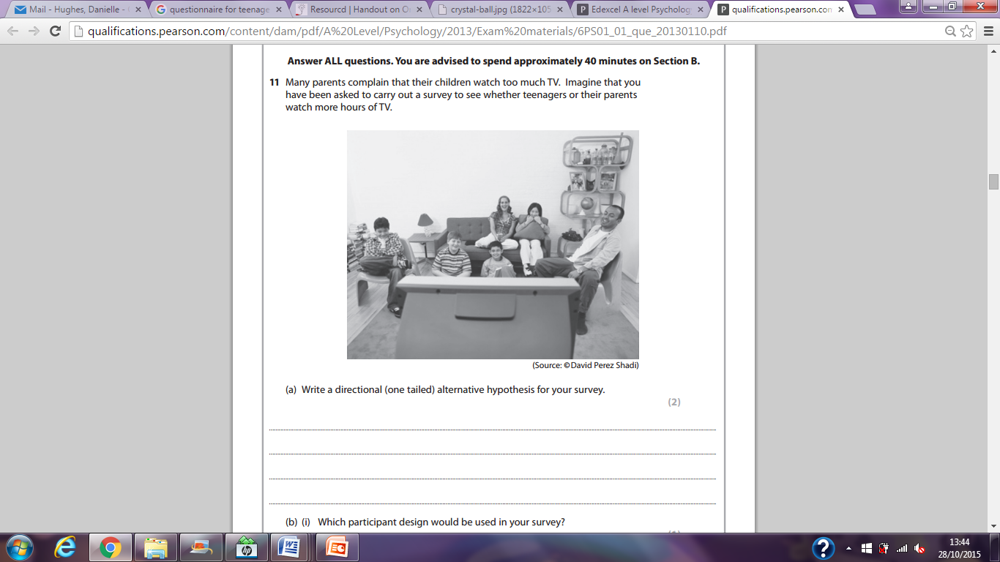 Mail - Hughes, Danielle - 
questionnaire for teenage
Resourcd | Handout on O
crystal-ball.jpg (1822×105
Edexcel A level Psycholog
qualifications.pearson.con
qualifications.pearson.com/content/dam/pdf/A%20Level/Psychology/2013/Exam%20materials/6PS01_01_que_20130110.pdf
Answer ALL questions. You are advised to spend approximately 40 minutes on Section B.
11 Many parents complain that their children watch too much TV. Imagine that you
have been asked to carry out a survey to see whether teenagers or their parents
watch more hours of TV.
(Source: ©David Perez Shadi)
(a) Write a directional (one tailed) alternative hypothesis for your survey.
(2)
(b) (i) Which participant design would be used in your survey?
13:44
28/10/2015